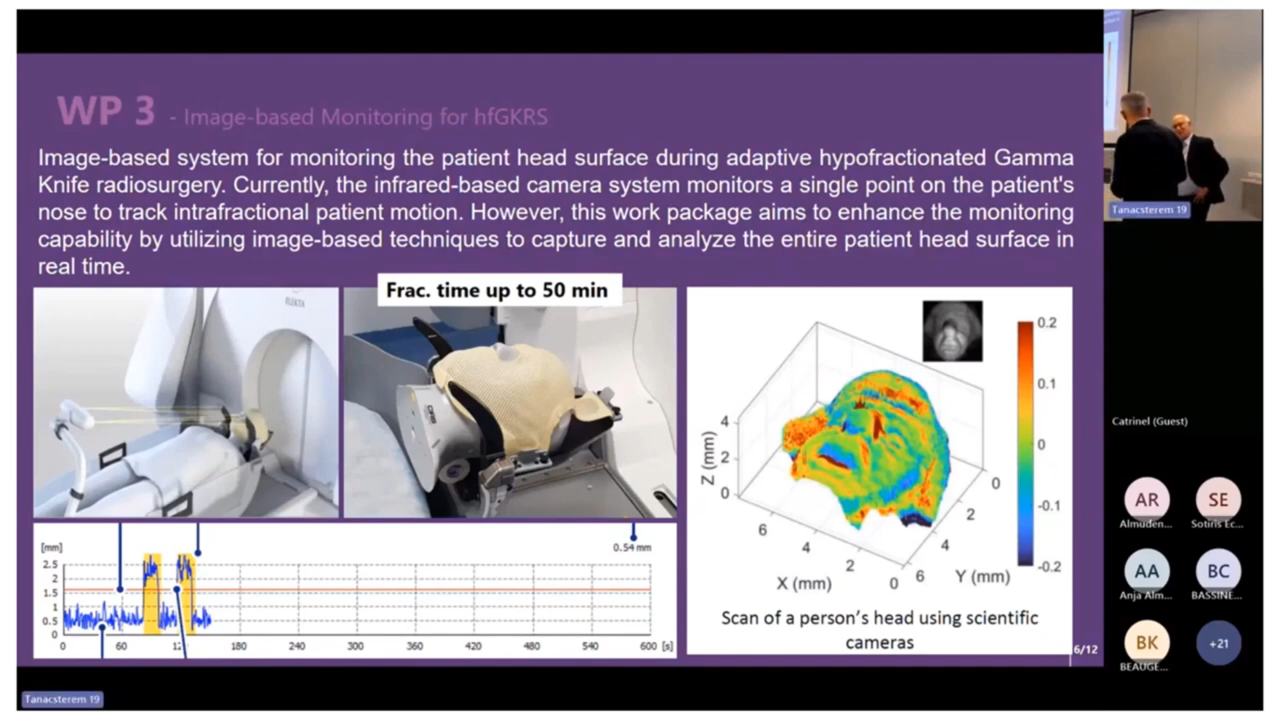 WP 3 - Image-based Monitoring for hfGKRS
Image-based system for monitoring the patient head surface during adaptive hypofractionated Gamma
Knife radiosurgery. Currently, the infrared-based camera system monitors a single point on the patient's
nose to track intrafractional patient motion. However, this work package aims to enhance the monitoring
capability by utilizing image-based techniques to capture and analyze the entire patient head surface in
real time.
Frac. time up to 50 min
ELEKTA
[mm]
0.54 mm
2.5
2
1.5
1
0.5
0
0 60 12 180 240 300 360 420 480 540 600 [s]
Z (mm)
4
2
0
6
4
2
0
X (mm)
0
2
4
6
Y (mm)
0.2
0.1
0
-0.1
-0.2
Scan of a person's head using scientific
cameras
6/12
Tanacsterem 19
Catrinel (Guest)
AR
SE
Almuden...
Sotiris Ec...
AA
BC
Anja Alm...
BASSINE...
BK
+21
BEAUGE...
Tanacsterem 19